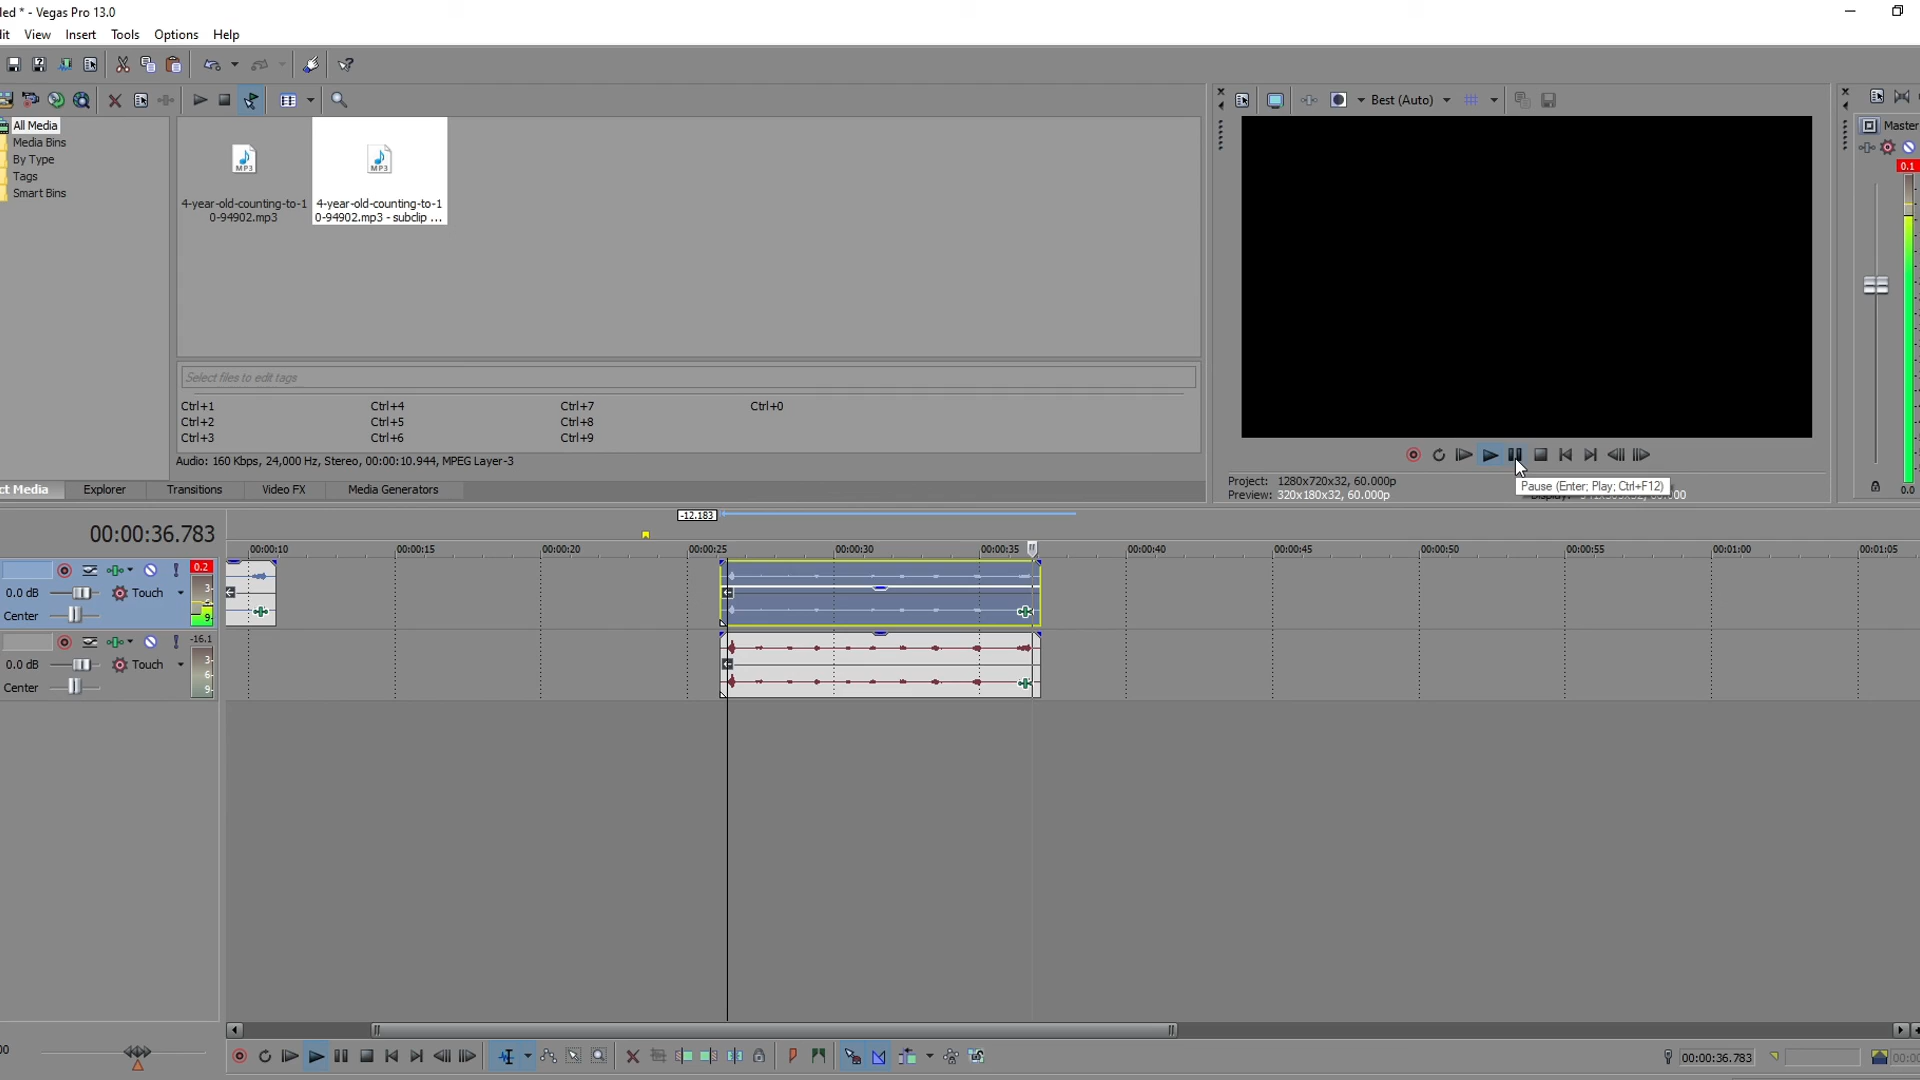 led * - Vegas Pro 13.0
lit View Insert Tools Options Help
All Media
Media Bins
By Type
Tags
Smart Bins
MP3 MP3
4-year-old-counting-to-1 4-year-old-counting-to-1
0-94902.mp3 0-94902.mp3 - subclip ...
Select files to edit tags
Ctrl+1 Ctrl+4 Ctrl+7 Ctrl+0
Ctrl+2 Ctrl+5 Ctrl+8
Ctrl+3 Ctrl+6 Ctrl+9
Audio: 160 Kbps, 24,000 Hz, Stereo, 00:00:10.944, MPEG Layer-3
ct Media Explorer Transitions Video FX Media Generators
Best (Auto)
Project: 1280x720x32, 60.000p
Preview: 320x180x32, 60.000p
Pause (Enter; Play; Ctrl+F12)
Master
0.1
0.0
-12.183
00:00:36.783
00:00:10 00:00:15 00:00:20 00:00:25 00:00:30 00:00:35 00:00:40 00:00:45 00:00:50 00:00:55 00:01:00 00:01:05
0.2
0.0 dB Touch 3-
6-
Center 9-
-16.1
0.0 dB Touch 3-
6-
Center 9-
00
00:00:36.783